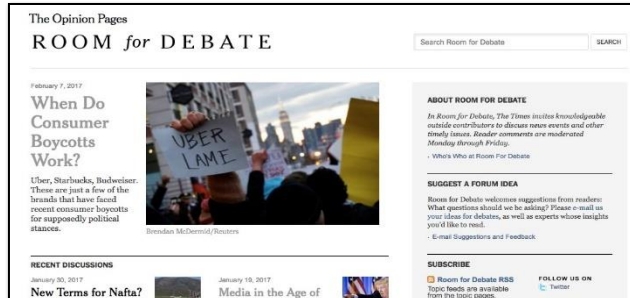 The Opinion Pages
ROOM for DEBATE
Search Room for Debate
SEARCH
February 7, 2017
When Do
Consumer
Boycotts
Work?
Uber, Starbucks, Budweiser.
These are just a few of the
brands that have faced
recent consumer boycotts
for supposedly political
stances.
UBER
LAME
Brendan McDermid/Reuters
RECENT DISCUSSIONS
January 30, 2017
New Terms for Nafta?
January 19, 2017
Media in the Age of
ABOUT ROOM FOR DEBATE
In Room for Debate, The Times invites knowledgeable
outside contributors to discuss news events and other
timely issues. Reader comments are moderated
Monday through Friday.
Who's Who at Room For Debate
SUGGEST A FORUM IDEA
Room for Debate welcomes suggestions from readers:
What questions should we be asking? Please e-mail us
your ideas for debates, as well as experts whose insights
you'd like to read.
E-mail Suggestions and Feedback
SUBSCRIBE
Room for Debate RSS
Topic feeds are available
from the topic pages.
FOLLOW US ON
Twitter